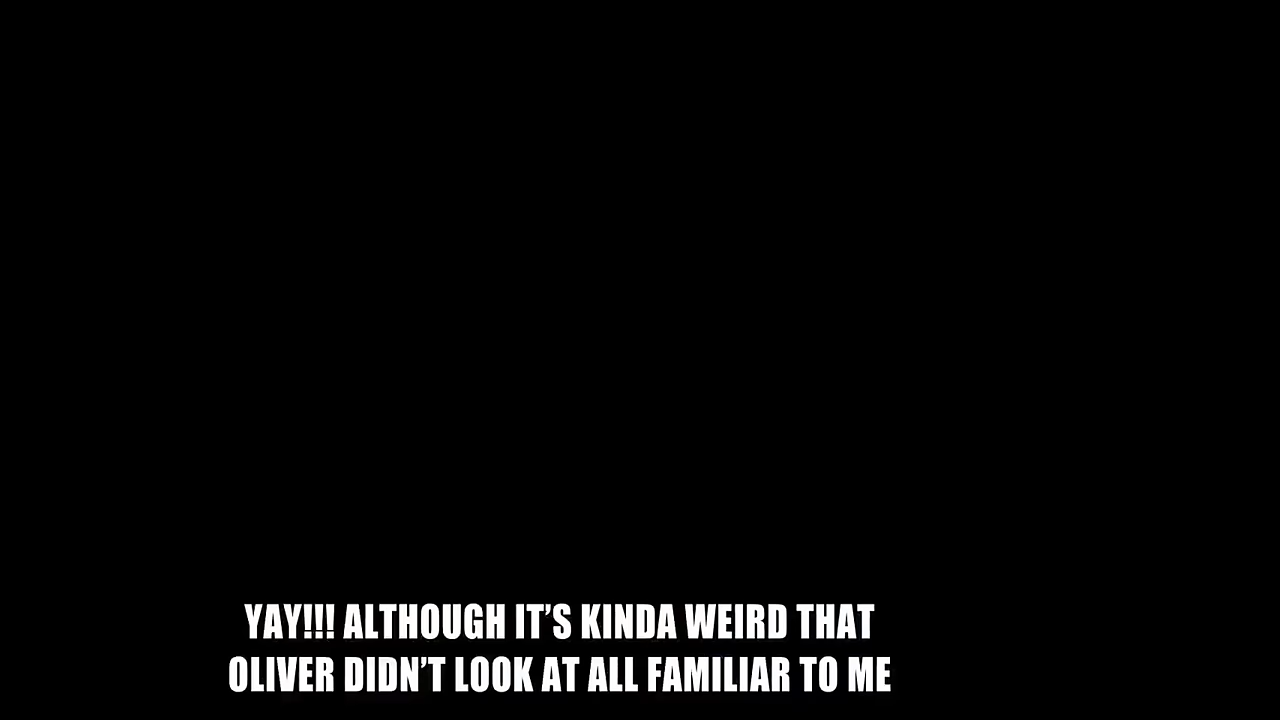 YAY!!! ALTHOUGH IT’S KINDA WEIRD THAT
OLIVER DIDN’T LOOK AT ALL FAMILIAR TO ME